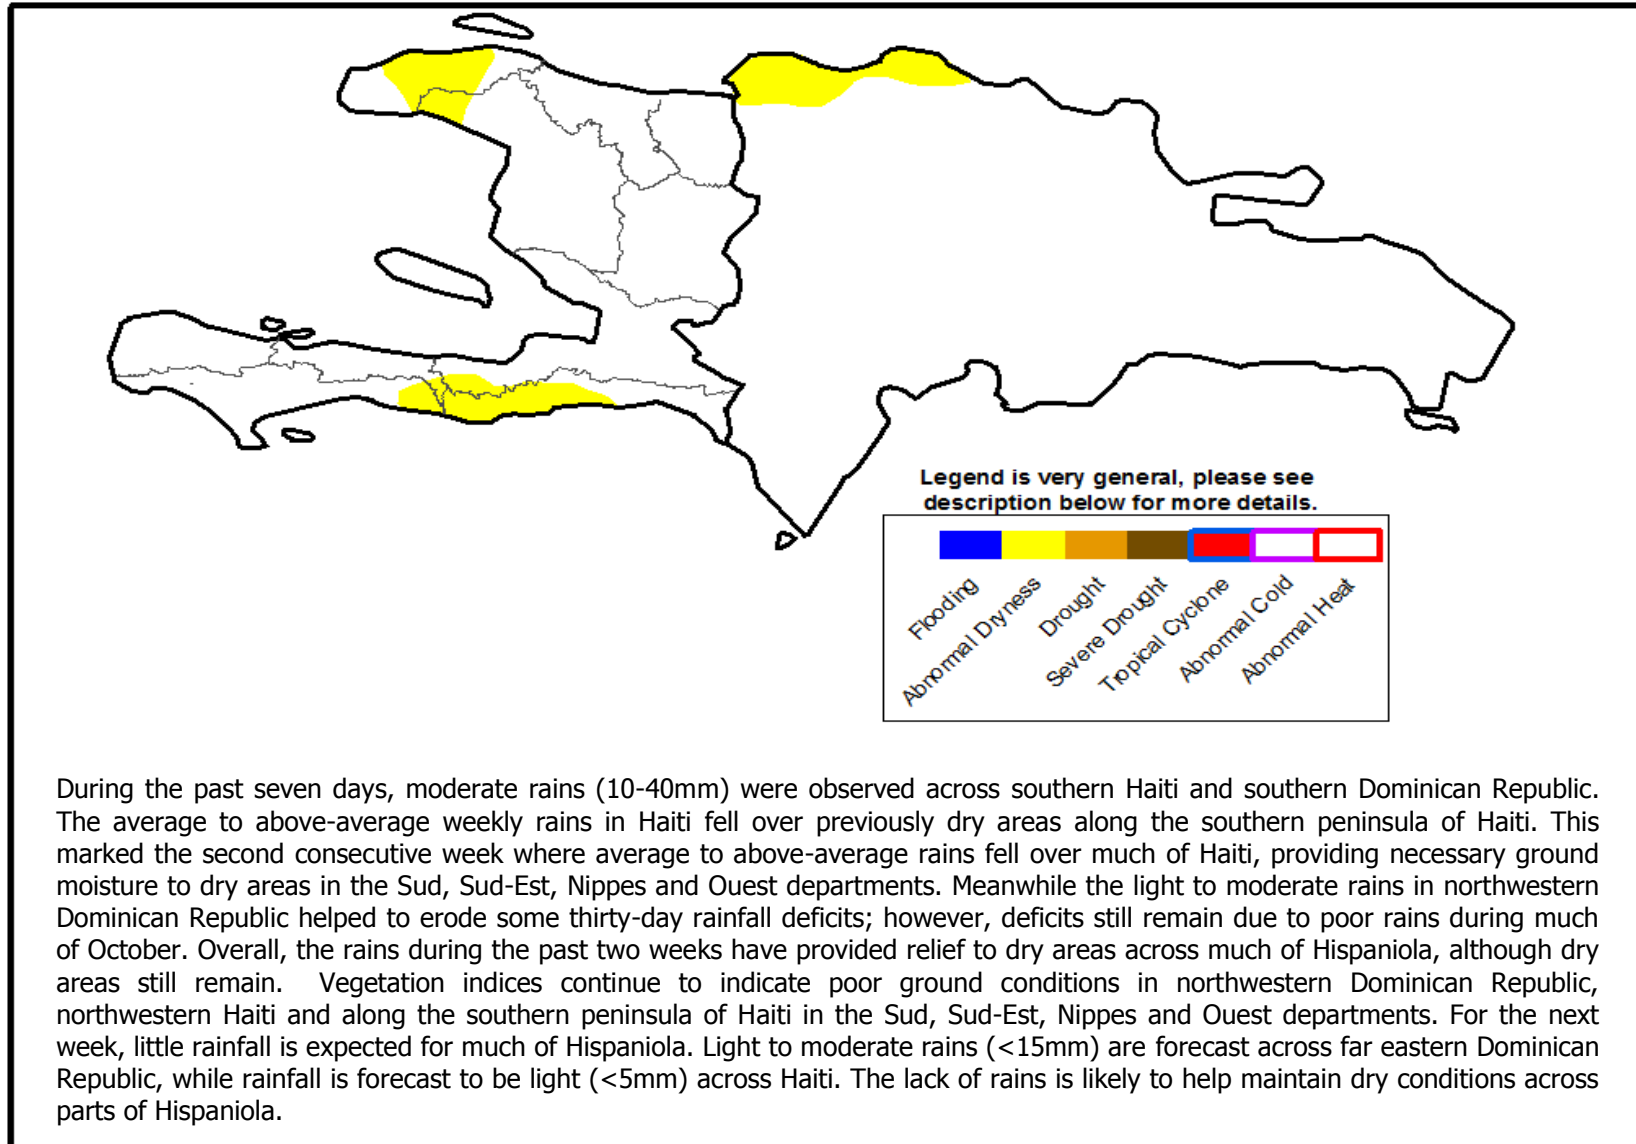 Legend is very general, please see
description below for more details.
Flooding
Abnormal Dryness
Drought
Severe Drought
Tropical Cyclone
Abnormal Cold
Abnormal Heat
During the past seven days, moderate rains (10-40mm) were observed across southern Haiti and southern Dominican Republic.
The average to above-average weekly rains in Haiti fell over previously dry areas along the southern peninsula of Haiti. This
marked the second consecutive week where average to above-average rains fell over much of Haiti, providing necessary ground
moisture to dry areas in the Sud, Sud-Est, Nippes and Ouest departments. Meanwhile the light to moderate rains in northwestern
Dominican Republic helped to erode some thirty-day rainfall deficits; however, deficits still remain due to poor rains during much
of October. Overall, the rains during the past two weeks have provided relief to dry areas across much of Hispaniola, although dry
areas still remain. Vegetation indices continue to indicate poor ground conditions in northwestern Dominican Republic,
northwestern Haiti and along the southern peninsula of Haiti in the Sud, Sud-Est, Nippes and Ouest departments. For the next
week, little rainfall is expected for much of Hispaniola. Light to moderate rains (<15mm) are forecast across far eastern Dominican
Republic, while rainfall is forecast to be light (<5mm) across Haiti. The lack of rains is likely to help maintain dry conditions across
parts of Hispaniola.